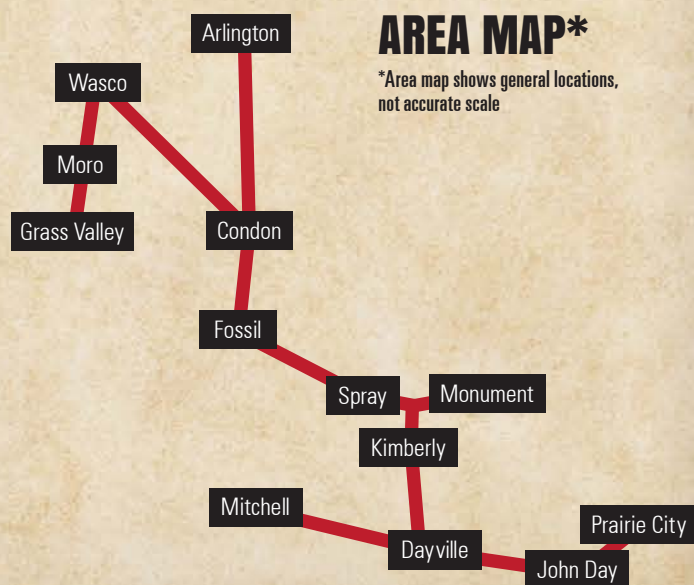 AREA MAP*
*Area map shows general locations,
not accurate scale
Arlington
Wasco
Moro
Grass Valley
Condon
Fossil
Spray
Monument
Kimberly
Mitchell
Dayville
Prairie City
John Day